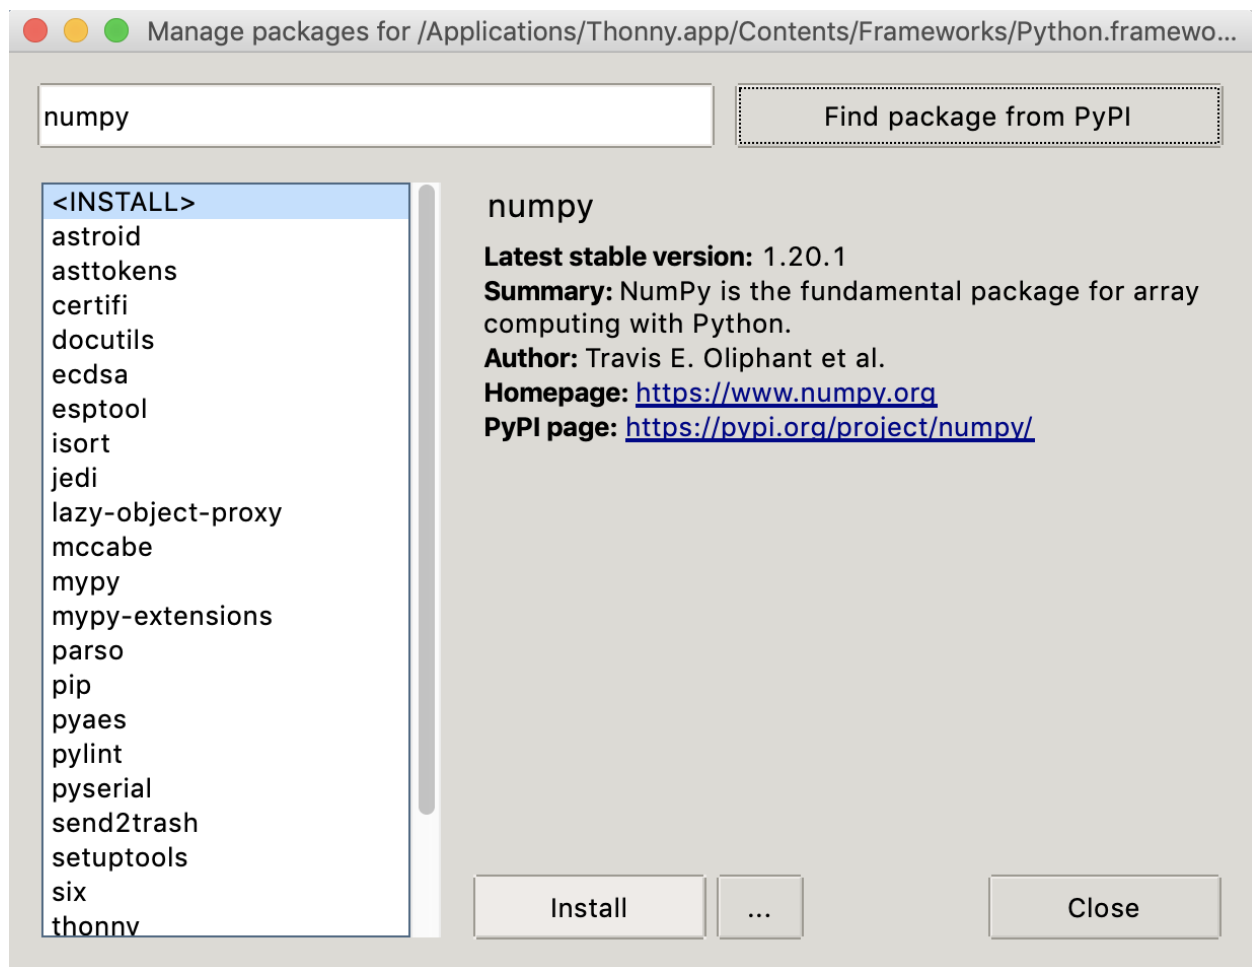 Manage packages for /Applications/Thonny.app/Contents/Frameworks/Python.framewo...
numpy
Find package from PyPI
<INSTALL>
astroid
asttokens
certifi
docutils
ecdsa
esptool
isort
jedi
lazy-object-proxy
mccabe
mypy
mypy-extensions
parso
pip
pyaes
pylint
pyserial
send2trash
setuptools
six
thonny
numpy
Latest stable version: 1.20.1
Summary: NumPy is the fundamental package for array
computing with Python.
Author: Travis E. Oliphant et al.
Homepage: https://www.numpy.org
PyPI page: https://pypi.org/project/numpy/
Install
...
Close